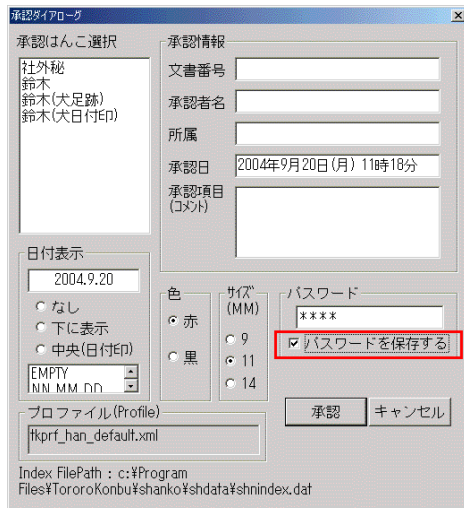 承認ダイアログ
承認はんこ選択
社外秘
鈴木
鈴木(犬足跡)
鈴木(犬日付印)
承認情報
文書番号
承認者名
所属
承認日
2004年9月20日(月) 11時18分
承認項目
(コメント)
日付表示
2004.9.20
なし
下に表示
中央(日付印)
EMPTY
NN MM DD
色
赤
黒
サイズ
(MM)
9
11
14
パスワード
****
パスワードを保存する
承認
キャンセル
プロファイル(Profile)
tkprf_han_default.xml
Index FilePath : c:¥Program
Files¥TororoKonbu¥shanko¥shdata¥shnindex.dat